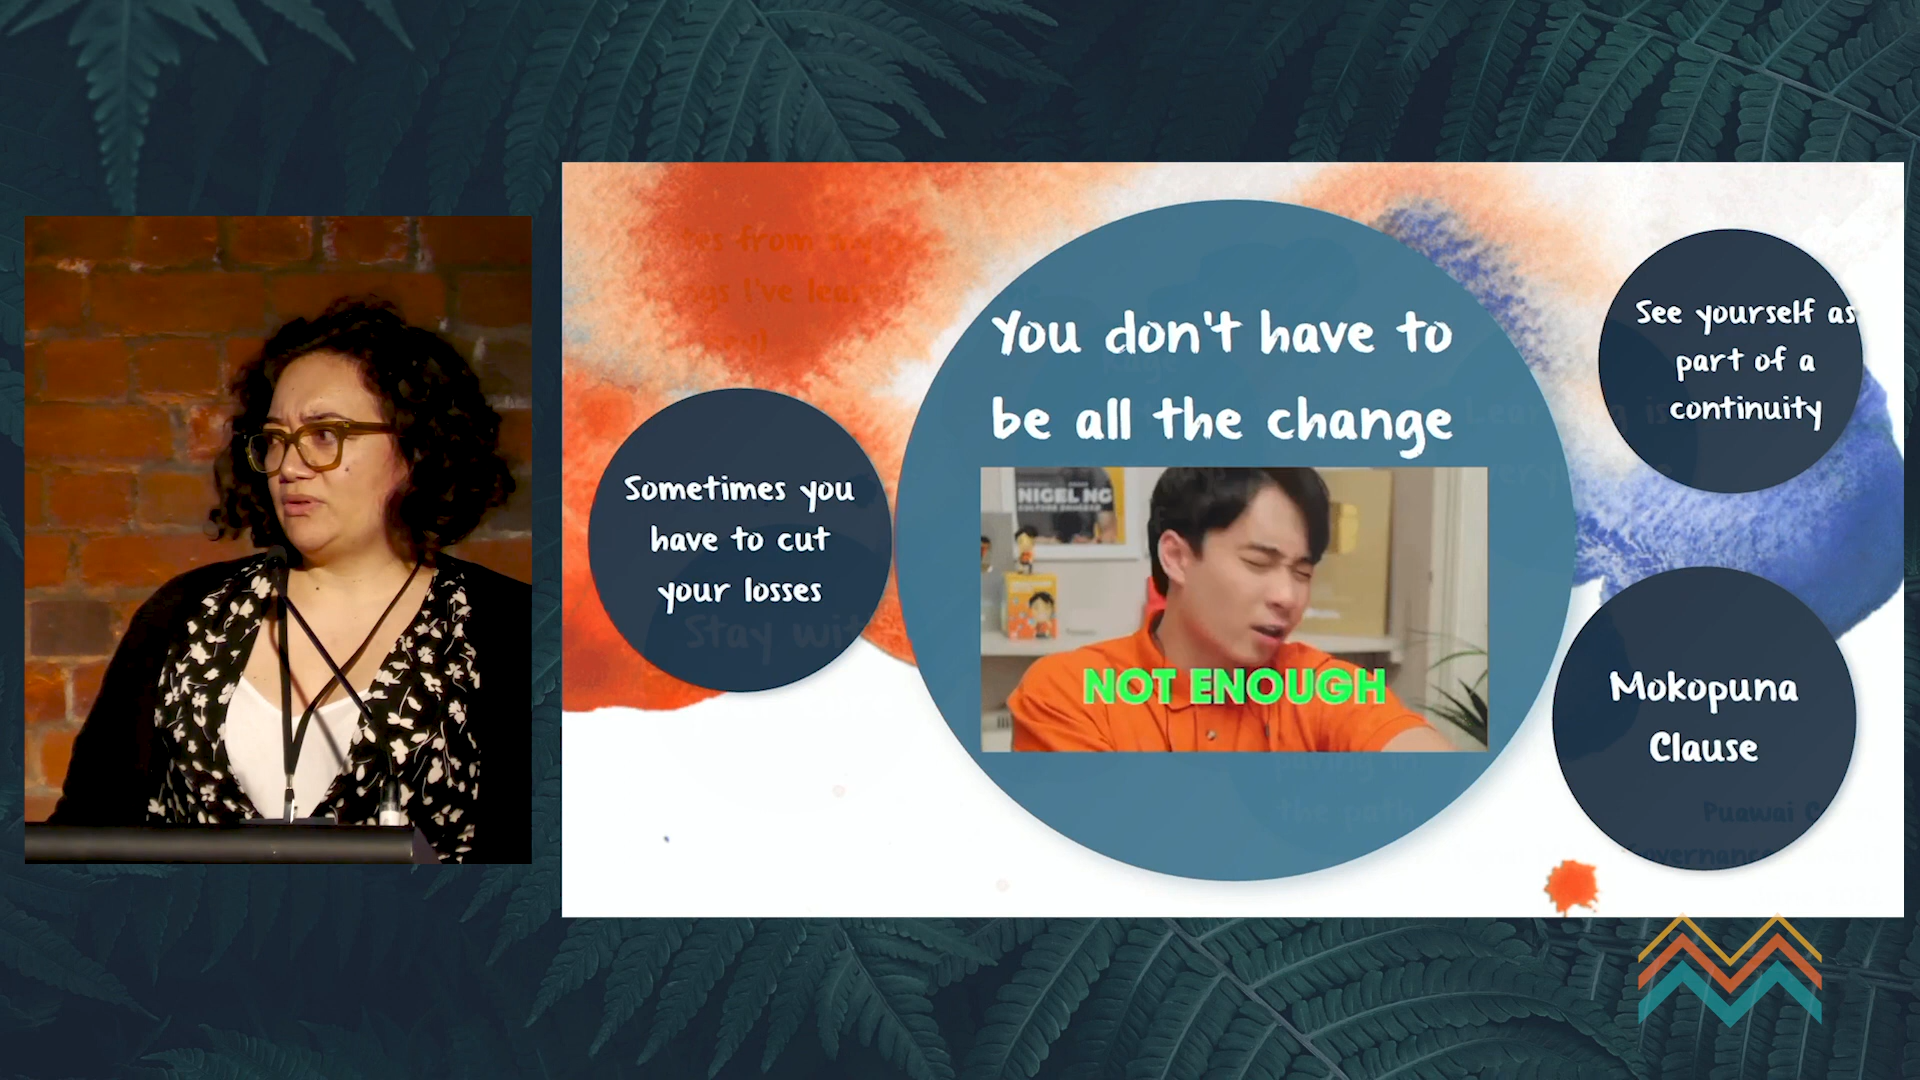 You don't have to
be all the change
NIGEL NG
NOT ENOUGH
Sometimes you
have to cut
your losses
See yourself as
part of a
continuity
Mokopuna
Clause